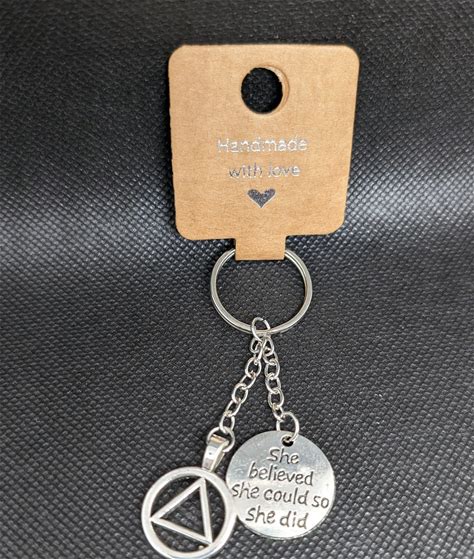 Handmade
with love
She
believed
she could so
she did